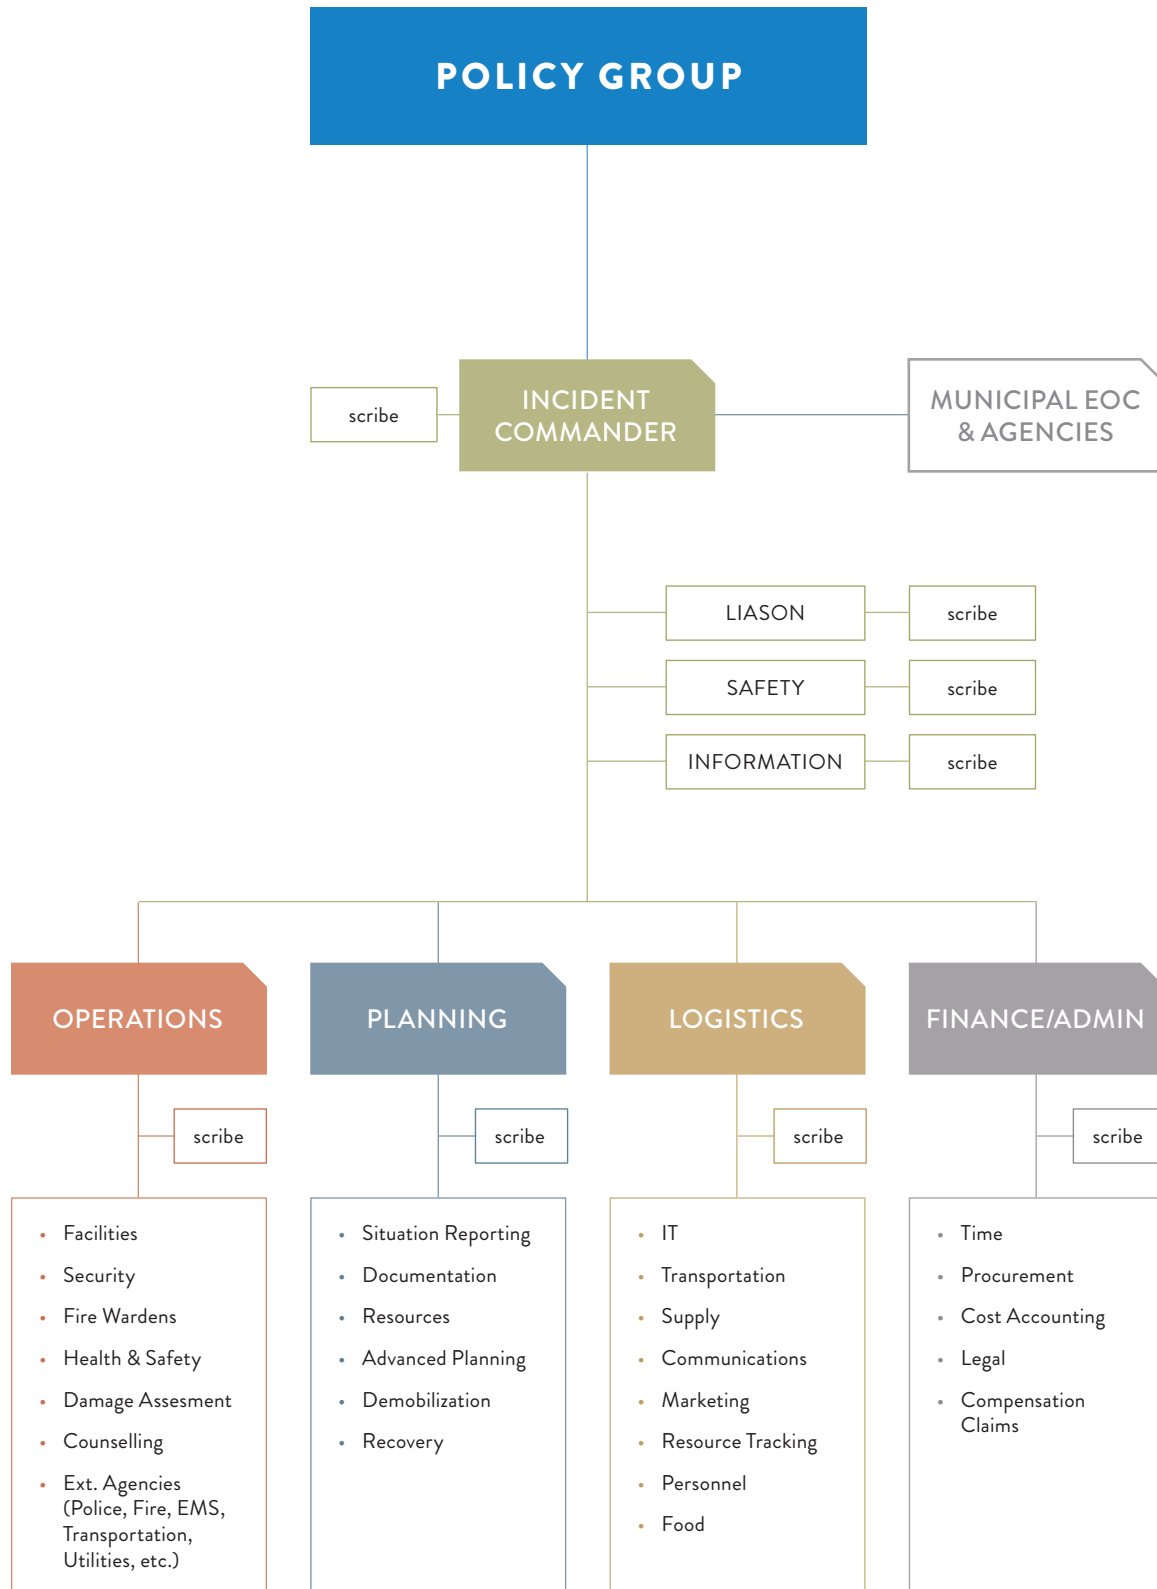 POLICY GROUP
scribe
INCIDENT
COMMANDER
MUNICIPAL EOC
& AGENCIES
LIASON
scribe
SAFETY
scribe
INFORMATION
scribe
OPERATIONS
PLANNING
LOGISTICS
FINANCE/ADMIN
scribe
scribe
scribe
scribe
• Facilities
• Security
• Fire Wardens
• Health & Safety
• Damage Assesment
• Counselling
• Ext. Agencies
(Police, Fire, EMS,
Transportation,
Utilities, etc.)
• Situation Reporting
• Documentation
• Resources
• Advanced Planning
• Demobilization
• Recovery
• IT
• Transportation
• Supply
• Communications
• Marketing
• Resource Tracking
• Personnel
• Food
• Time
• Procurement
• Cost Accounting
• Legal
• Compensation
Claims